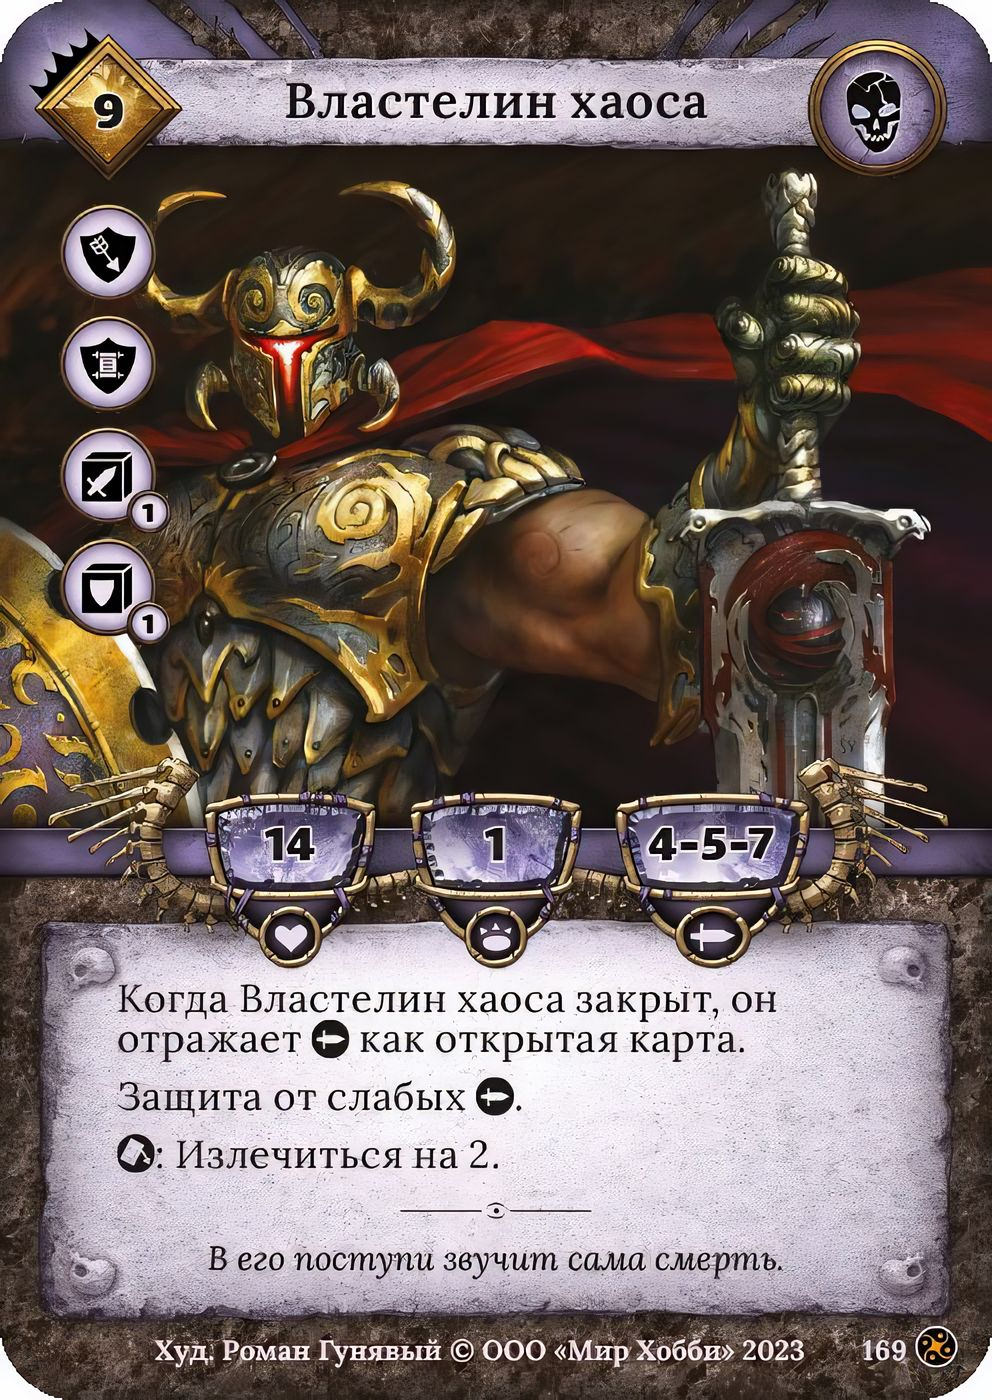 9
Властелин хаоса
1
1
14
1
4-5-7
Когда Властелин хаоса закрыт, он
отражает как открытая карта.
Защита от слабых .
: Излечиться на 2.
В его поступи звучит сама смерть.
Худ. Роман Гунявый © ООО «Мир Хобби» 2023
169